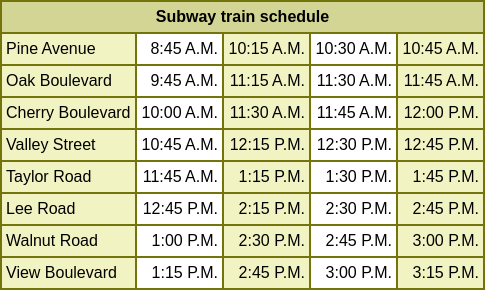 Subway train schedule
Pine Avenue 8:45 A.M. 10:15 A.M. 10:30 A.M. 10:45 A.M.
Oak Boulevard 9:45 A.M. 11:15 A.M. 11:30 A.M. 11:45 A.M.
Cherry Boulevard 10:00 A.M. 11:30 A.M. 11:45 A.M. 12:00 P.M.
Valley Street 10:45 A.M. 12:15 P.M. 12:30 P.M. 12:45 P.M.
Taylor Road 11:45 A.M. 1:15 P.M. 1:30 P.M. 1:45 P.M.
Lee Road 12:45 P.M. 2:15 P.M. 2:30 P.M. 2:45 P.M.
Walnut Road 1:00 P.M. 2:30 P.M. 2:45 P.M. 3:00 P.M.
View Boulevard 1:15 P.M. 2:45 P.M. 3:00 P.M. 3:15 P.M.